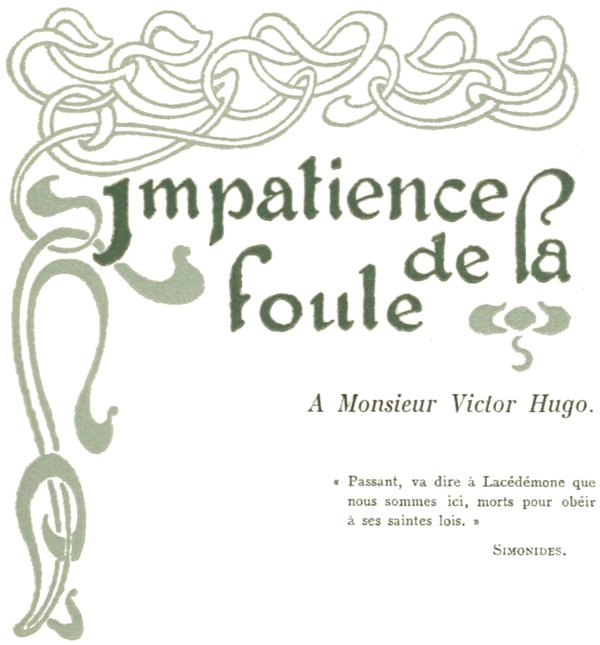 Impatience
de la
foule
A Monsieur Victor Hugo.
« Passant, va dire à Lacédémone que
nous sommes ici, morts pour obéir
à ses saintes lois. »
Simonides.